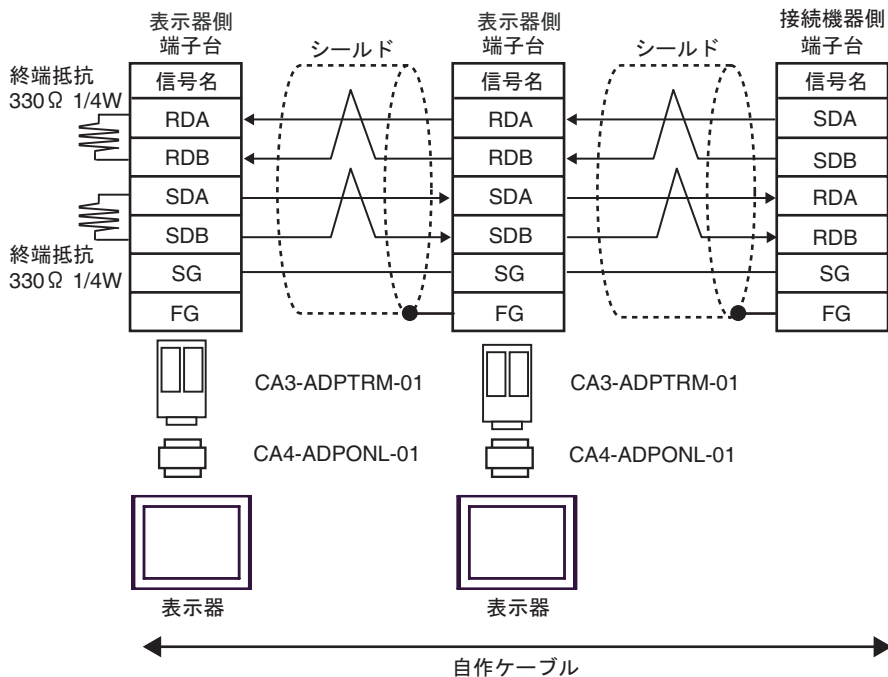 表示器側
端子台
シールド
表示器側
端子台
シールド
接続機器側
端子台
終端抵抗
330Ω 1/4W
終端抵抗
330Ω 1/4W
信号名
RDA
RDB
SDA
SDB
SG
FG
信号名
RDA
RDB
SDA
SDB
SG
FG
信号名
SDA
SDB
RDA
RDB
SG
FG
CA3-ADPTRM-01
CA3-ADPTRM-01
CA4-ADPONL-01
CA4-ADPONL-01
表示器
表示器
自作ケーブル